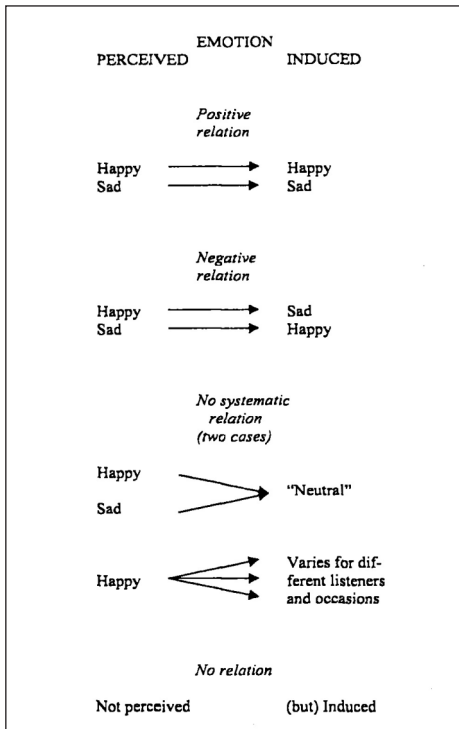 EMOTION
PERCEIVED INDUCED
Positive
relation
Happy Happy
Sad Sad
Negative
relation
Happy Sad
Sad Happy
No systematic
relation
(two cases)
Happy
"Neutral"
Sad
Varies for dif-
Happy ferent listeners
and occasions
No relation
Not perceived (but) Induced